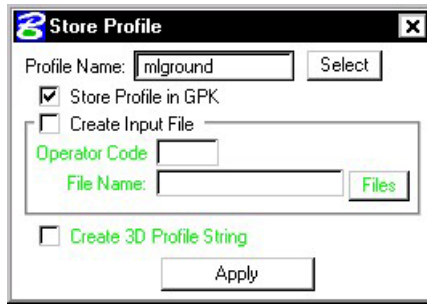 Store Profile
Profile Name: mlground Select
Store Profile in GPK
Create Input File
Operator Code
File Name: Files
Create 3D Profile String
Apply